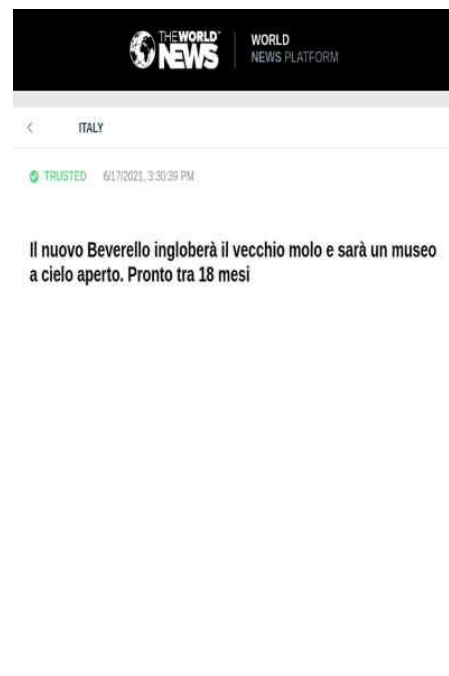 THE WORLD
NEWS
WORLD
NEWS PLATFORM
ITALY
TRUSTED 6/17/2021, 3:30:39 PM
Il nuovo Beverello ingloberà il vecchio molo e sarà un museo
a cielo aperto. Pronto tra 18 mesi